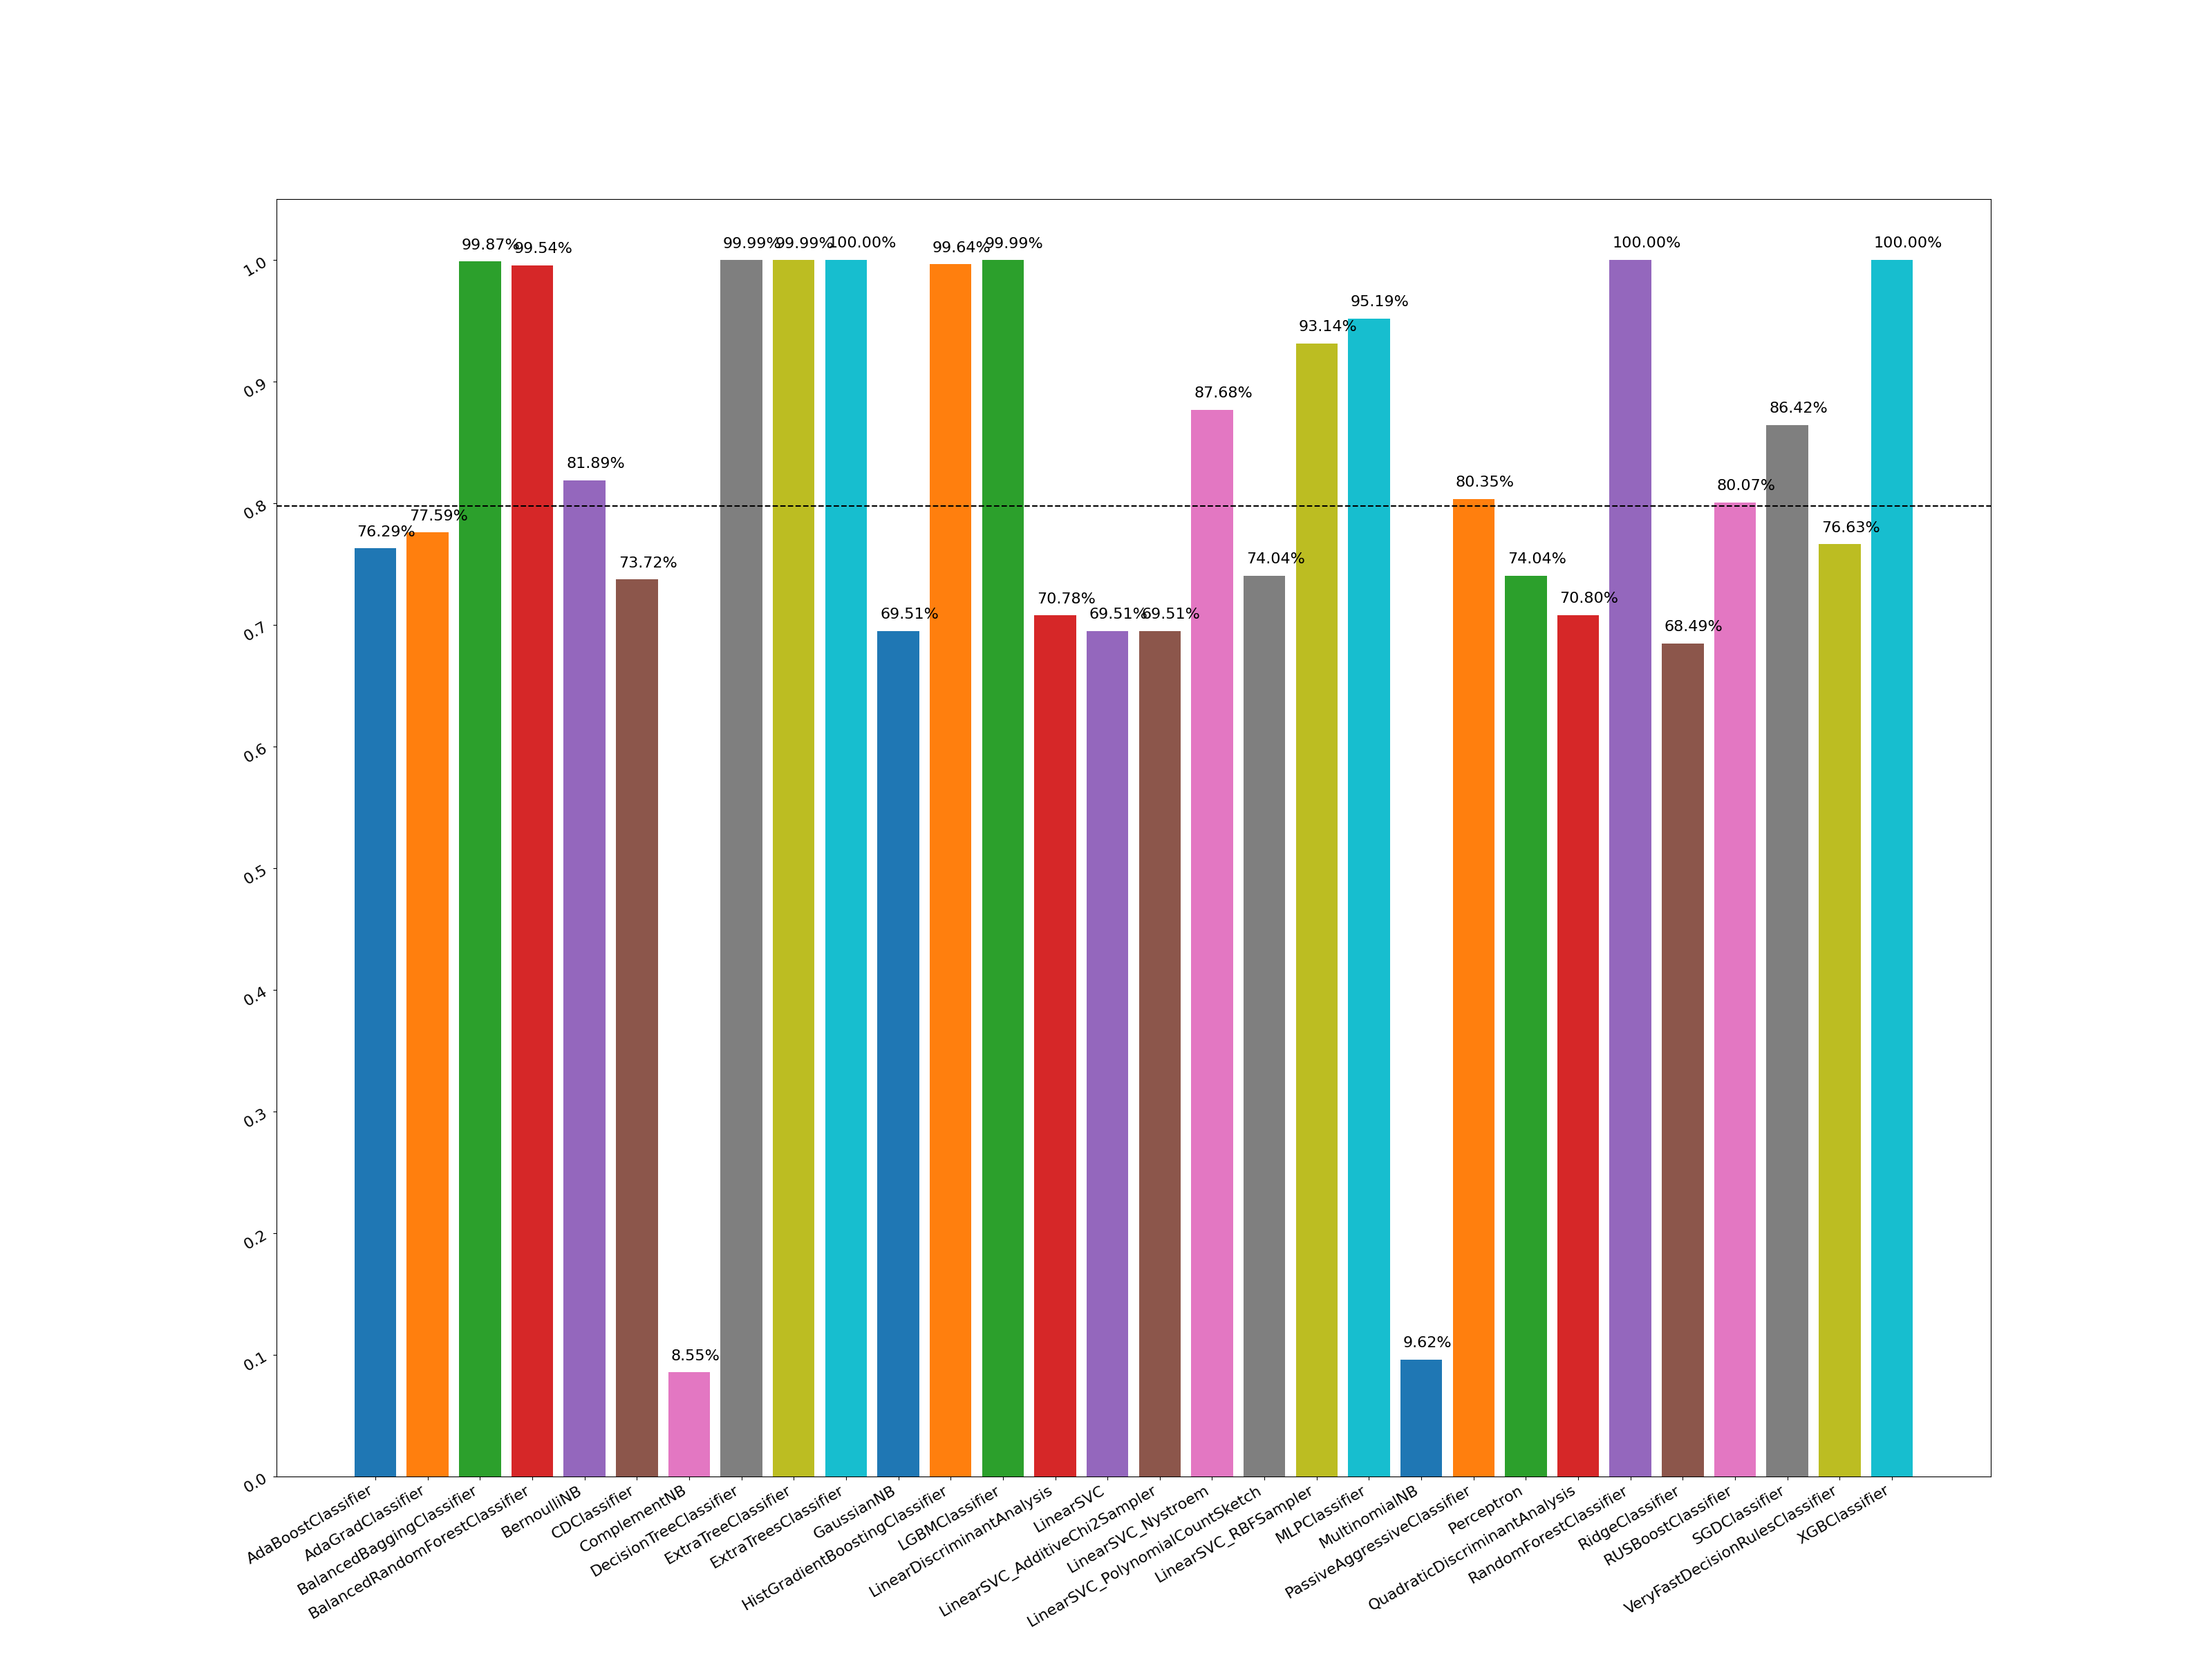 1.0
0.9
0.8
0.7
0.6
0.5
0.4
0.3
0.2
0.1
0.0
76.29%
77.59%
99.87%
99.54%
81.89%
73.72%
8.55%
99.99%
99.99%
100.00%
69.51%
99.64%
99.99%
70.78%
69.51%
69.51%
87.68%
74.04%
93.14%
95.19%
9.62%
80.35%
74.04%
70.80%
100.00%
68.49%
80.07%
86.42%
76.63%
100.00%
AdaBoostClassifier
AdaGradClassifier
BalancedBaggingClassifier
BalancedRandomForestClassifier
BernoulliNB
CDClassifier
ComplementNB
DecisionTreeClassifier
ExtraTreeClassifier
ExtraTreesClassifier
GaussianNB
HistGradientBoostingClassifier
LGBMClassifier
LinearDiscriminantAnalysis
LinearSVC
LinearSVC_AdditiveChi2Sampler
LinearSVC_Nystroem
LinearSVC_PolynomialCountSketch
LinearSVC_RBFSampler
MLPClassifier
MultinomialNB
PassiveAggressiveClassifier
Perceptron
QuadraticDiscriminantAnalysis
RandomForestClassifier
RidgeClassifier
RUSBoostClassifier
SGDClassifier
VeryFastDecisionRulesClassifier
XGBClassifier